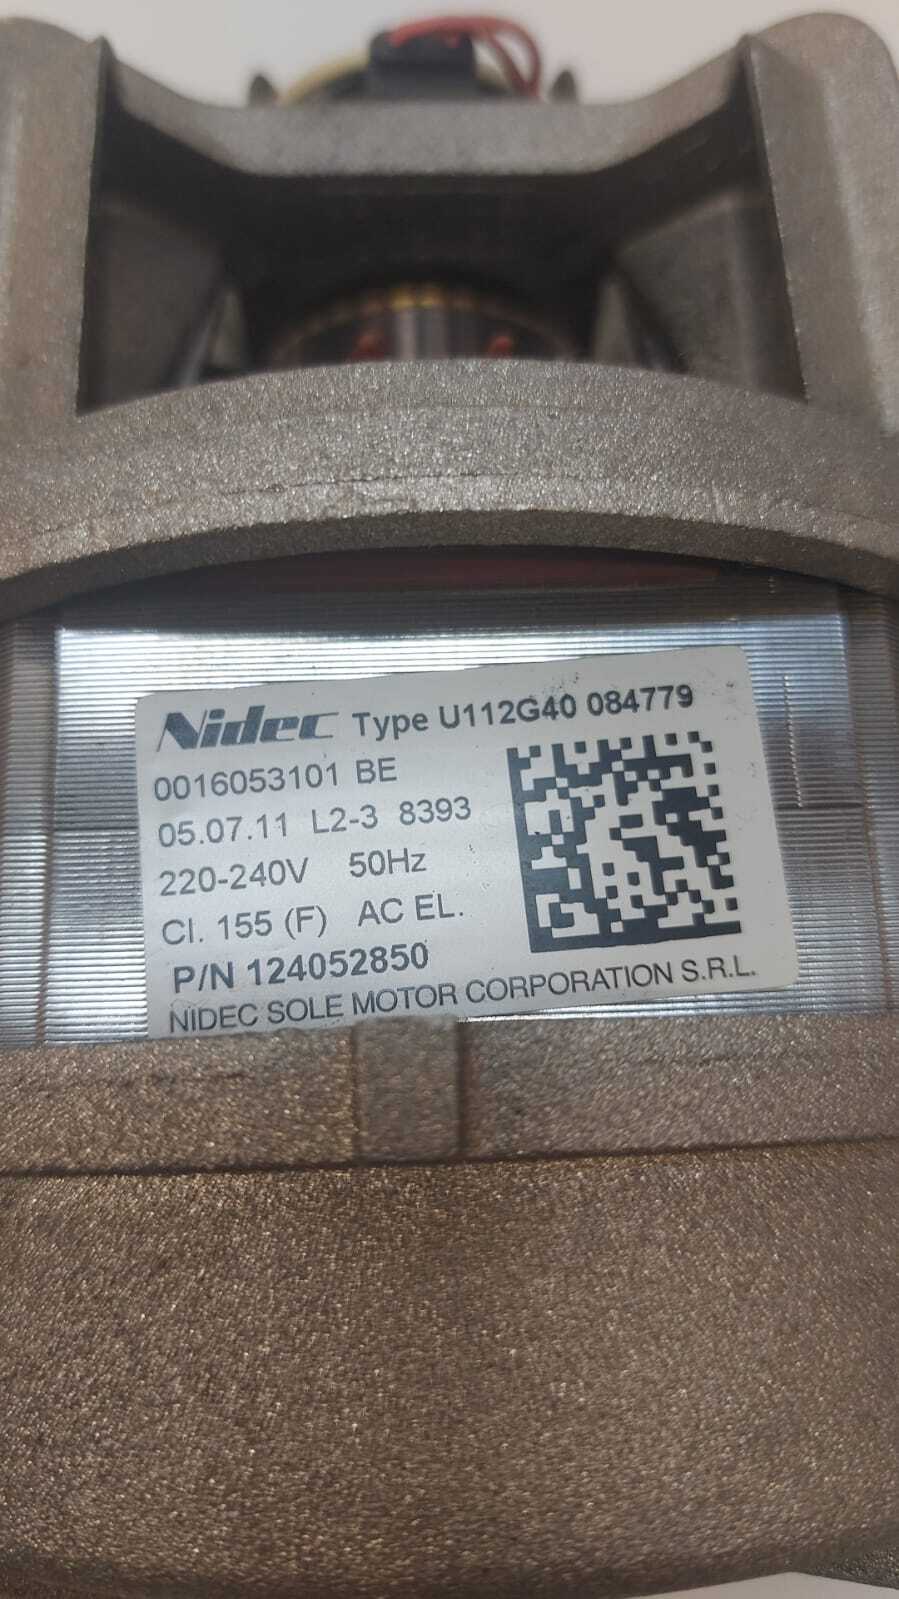 Nidec Type U112G40 084779
0016053101 BE
05.07.11 L2-3 8393
220-240V 50Hz
Cl. 155 (F) AC EL.
P/N 124052850
NIDEC SOLE MOTOR CORPORATION S.R.L.